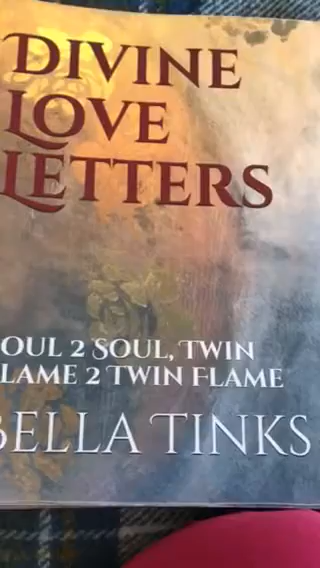 DIVINE
LOVE
LETTERS
OUL 2 SOUL, TWIN
LAME 2 TWIN FLAME
BELLA TINKS